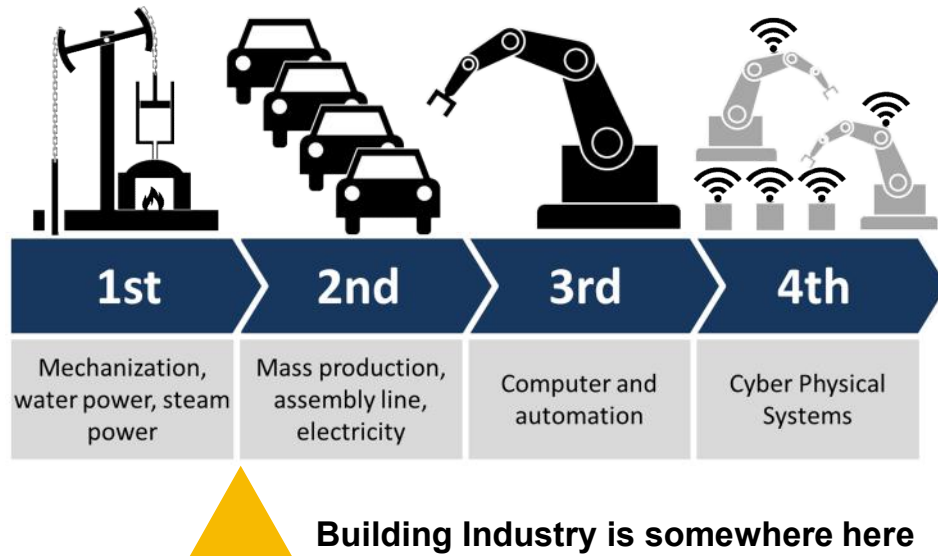 1st
2nd
3rd
4th
Mechanization,
water power, steam
power
Mass production,
assembly line,
electricity
Computer and
automation
Cyber Physical
Systems
Building Industry is somewhere here